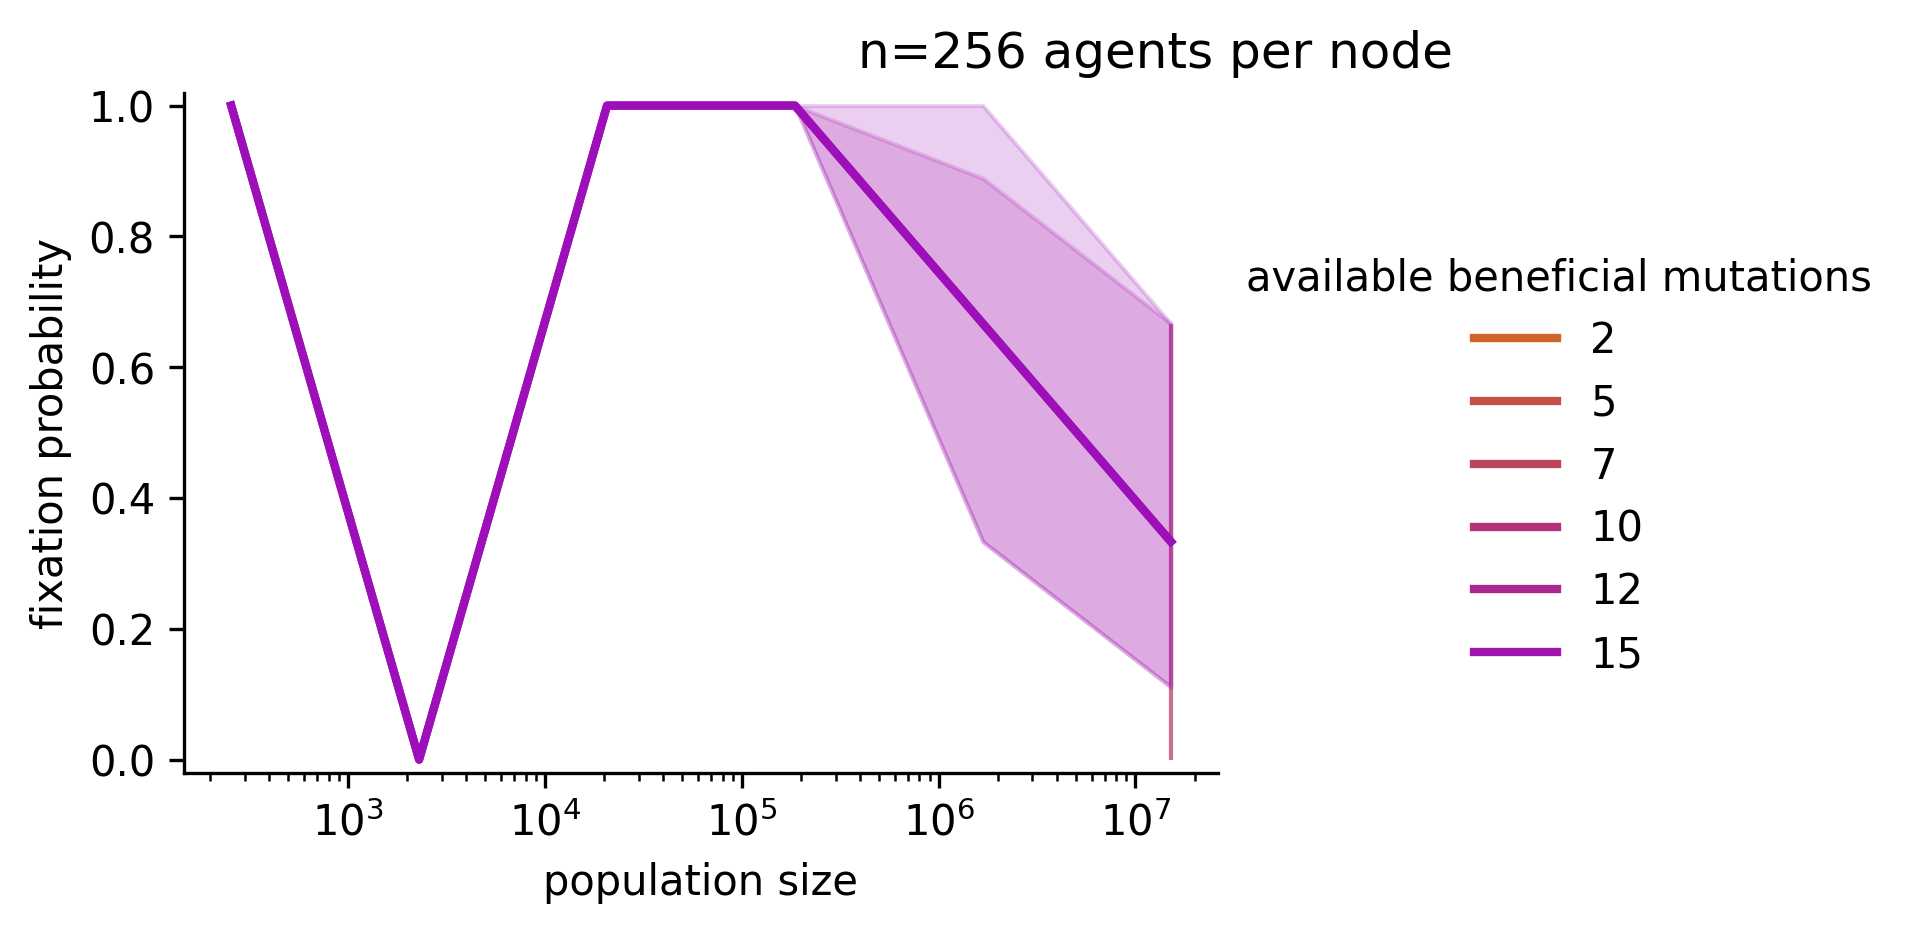 n=256 agents per node
fixation probability
1.0
0.8
0.6
0.4
0.2
0.0
10³ 10⁴ 10⁵ 10⁶ 10⁷
population size
available beneficial mutations
2
5
7
10
12
15